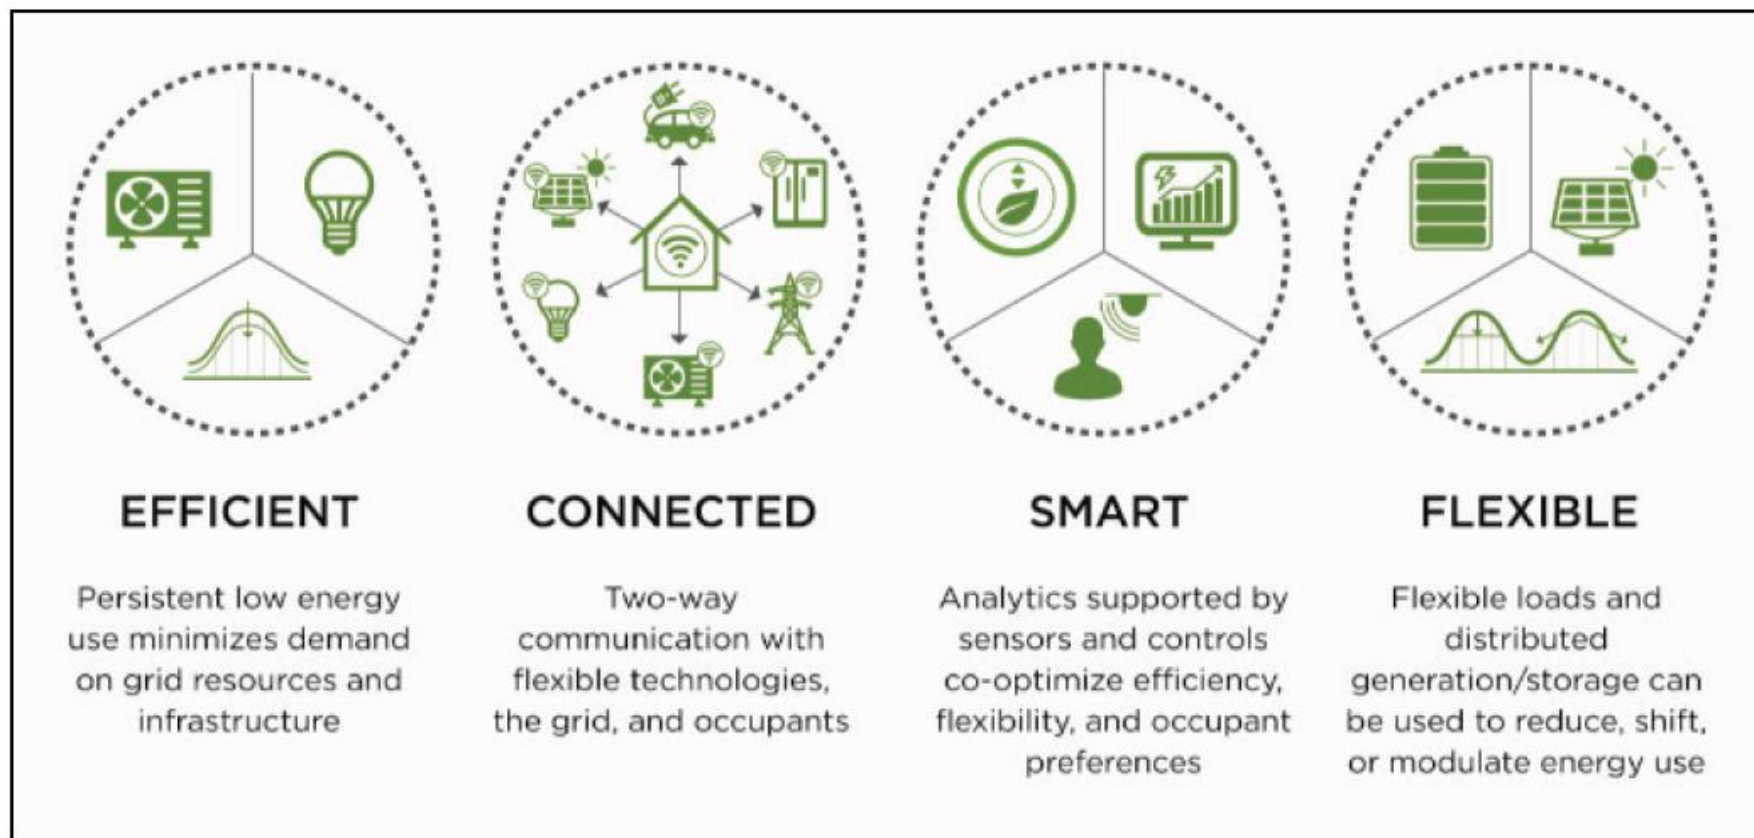 EFFICIENT
Persistent low energy
use minimizes demand
on grid resources and
infrastructure
CONNECTED
Two-way
communication with
flexible technologies,
the grid, and occupants
SMART
Analytics supported by
sensors and controls
co-optimize efficiency,
flexibility, and occupant
preferences
FLEXIBLE
Flexible loads and
distributed
generation/storage can
be used to reduce, shift,
or modulate energy use